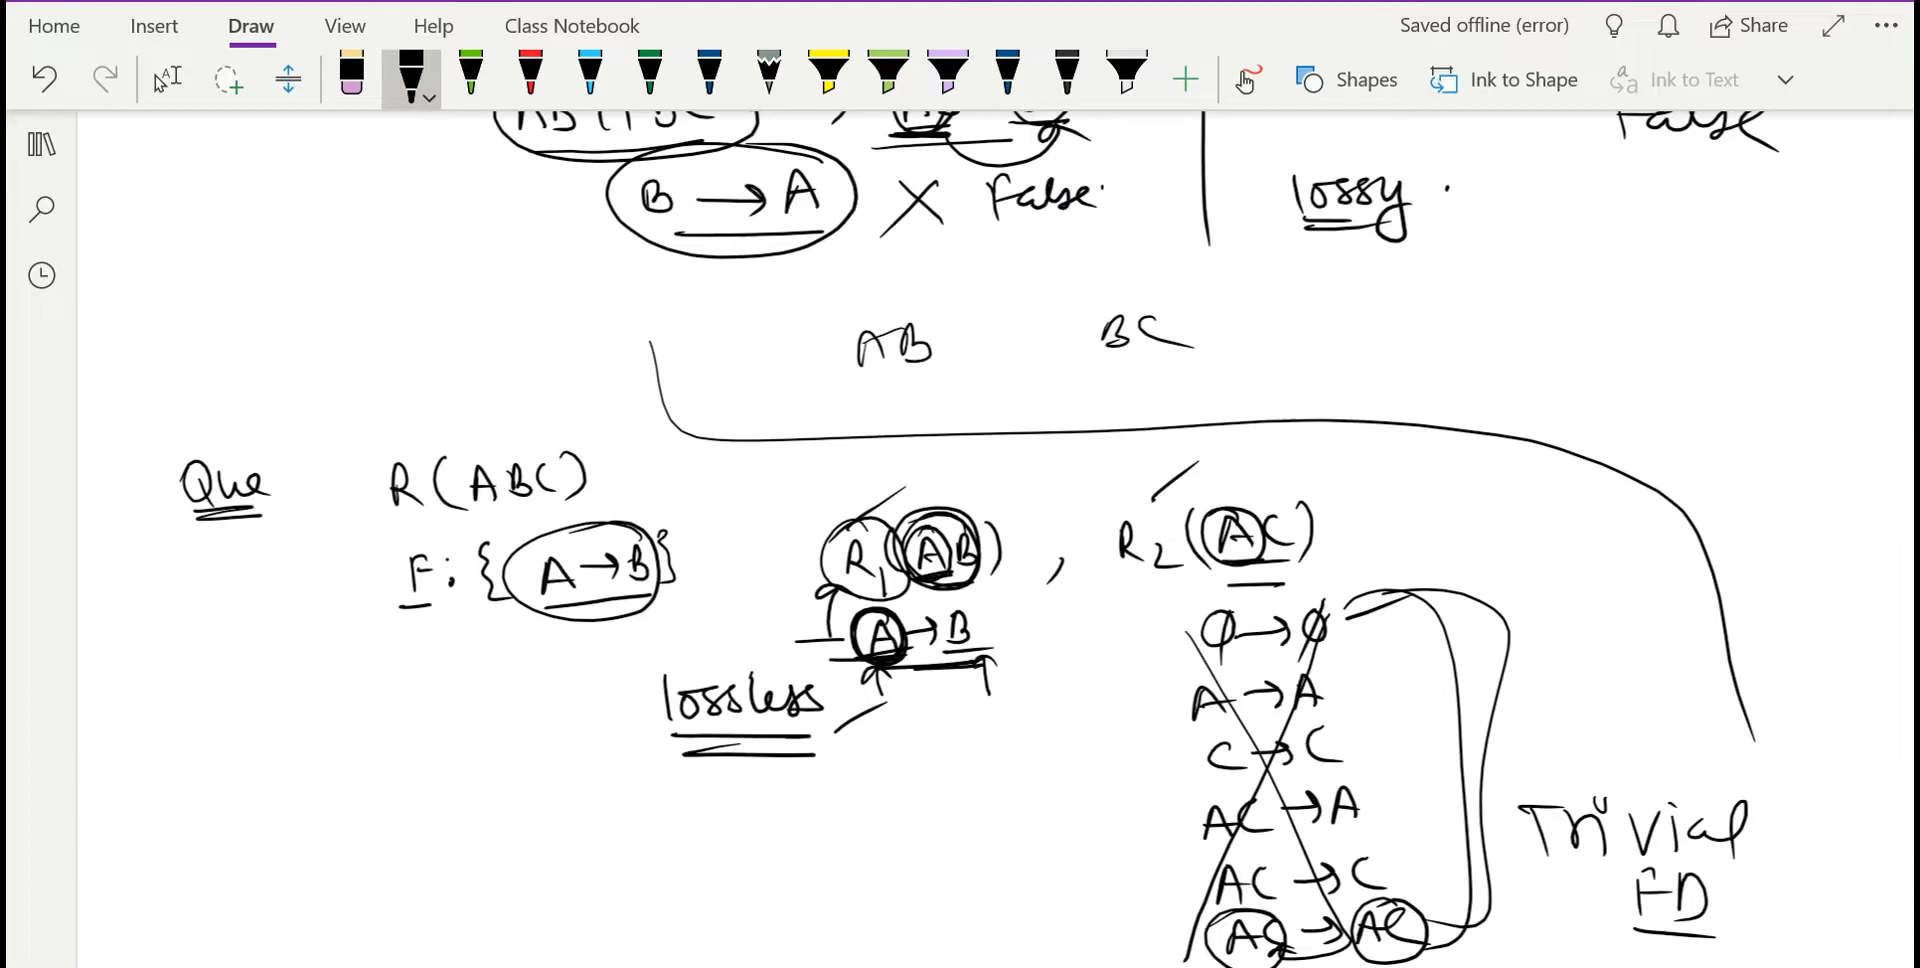 Home Insert Draw View Help Class Notebook Saved offline (error) Share
Shapes Ink to Shape Ink to Text
False
B → A X False lossy.
AB BC
Que R(ABC)
F: {A → B} R1(AB), R2(AC)
A → B
lossless
φ → φ
A → A
C → C
AC → A
AC → C
AC → AC
Trivial
FD